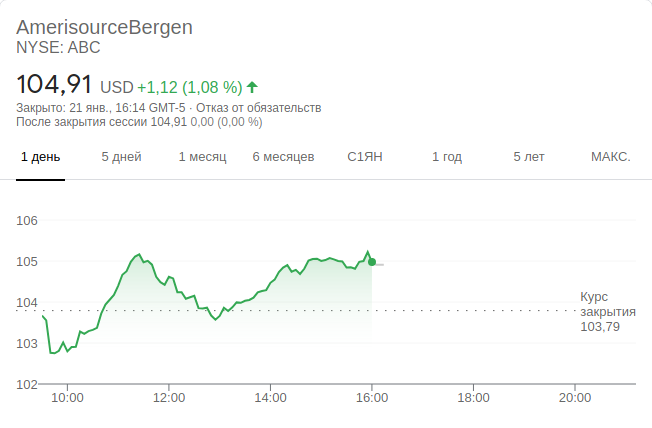 AmerisourceBergen
NYSE: ABC
104,91 USD +1,12 (1,08 %)
Закрыто: 21 янв., 16:14 GMT-5 · Отказ от обязательств
После закрытия сессии 104,91 0,00 (0,00 %)
1 день 5 дней 1 месяц 6 месяцев С1ЯН 1 год 5 лет МАКС.
106
105
104
103
102
Курс
закрытия
103,79
10:00 12:00 14:00 16:00 18:00 20:00